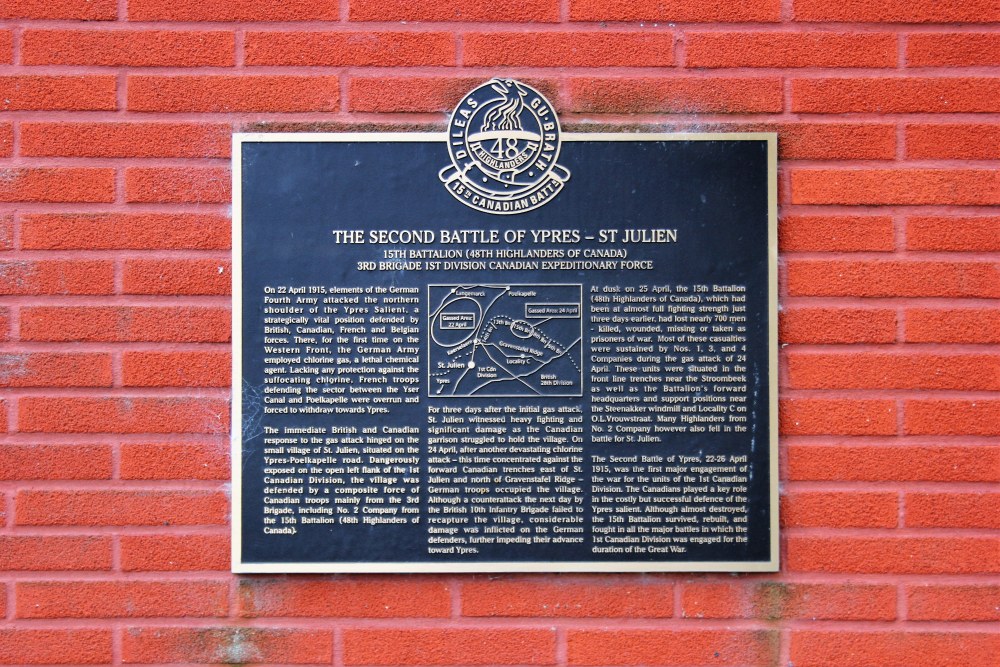 DILEAS GU-BRATH
48
HIGHLANDERS
15TH CANADIAN BATTN
THE SECOND BATTLE OF YPRES – ST JULIEN
15TH BATTALION (48TH HIGHLANDERS OF CANADA)
3RD BRIGADE 1ST DIVISION CANADIAN EXPEDITIONARY FORCE
On 22 April 1915, elements of the German
Fourth Army attacked the northern
shoulder of the Ypres Salient, a
strategically vital position defended by
British, Canadian, French and Belgian
forces. There, for the first time on the
Western Front, the German Army
employed chlorine gas, a lethal chemical
agent. Lacking any protection against the
suffocating chlorine, French troops
defending the sector between the Yser
Canal and Poelkapelle were overrun and
forced to withdraw towards Ypres.
The immediate British and Canadian
response to the gas attack hinged on the
small village of St. Julien, situated on the
Ypres-Poelkapelle road. Dangerously
exposed on the open left flank of the 1st
Canadian Division, the village was
defended by a composite force of
Canadian troops mainly from the 3rd
Brigade, including No. 2 Company from
the 15th Battalion (48th Highlanders of
Canada).
Langemarck
Poelkapelle
Gassed Area:
22 April
Gassed Area: 24 April
13th Bn
15th Bn
Gravenstafel Ridge
Locality C
St. Julien
1st Cdn
Division
British
28th Division
Ypres
For three days after the initial gas attack,
St. Julien witnessed heavy fighting and
significant damage as the Canadian
garrison struggled to hold the village. On
24 April, after another devastating chlorine
attack – this time concentrated against the
forward Canadian trenches east of St.
Julien and north of Gravenstafel Ridge –
German troops occupied the village.
Although a counterattack the next day by
the British 10th Infantry Brigade failed to
recapture the village, considerable
damage was inflicted on the German
defenders, further impeding their advance
toward Ypres.
At dusk on 25 April, the 15th Battalion
(48th Highlanders of Canada), which had
been at almost full fighting strength just
three days earlier, had lost nearly 700 men
- killed, wounded, missing or taken as
prisoners of war. Most of these casualties
were sustained by Nos. 1, 3, and 4
Companies during the gas attack of 24
April. These units were situated in the
front line trenches near the Stroombeek
as well as the Battalion's forward
headquarters and support positions near
the Steenakker windmill and Locality C on
O.L.Vrouwstraat. Many Highlanders from
No. 2 Company however also fell in the
battle for St. Julien.
The Second Battle of Ypres, 22-26 April
1915, was the first major engagement of
the war for the units of the 1st Canadian
Division. The Canadians played a key role
in the costly but successful defence of the
Ypres salient. Although almost destroyed,
the 15th Battalion survived, rebuilt, and
fought in all the major battles in which the
1st Canadian Division was engaged for the
duration of the Great War.